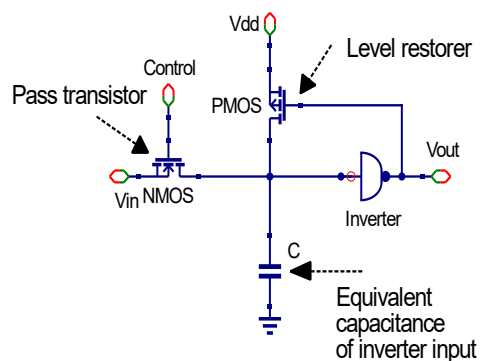 Vdd
Level restorer
Control
Pass transistor
PMOS
Vout
Vin
NMOS
Inverter
C
Equivalent
capacitance
of inverter input